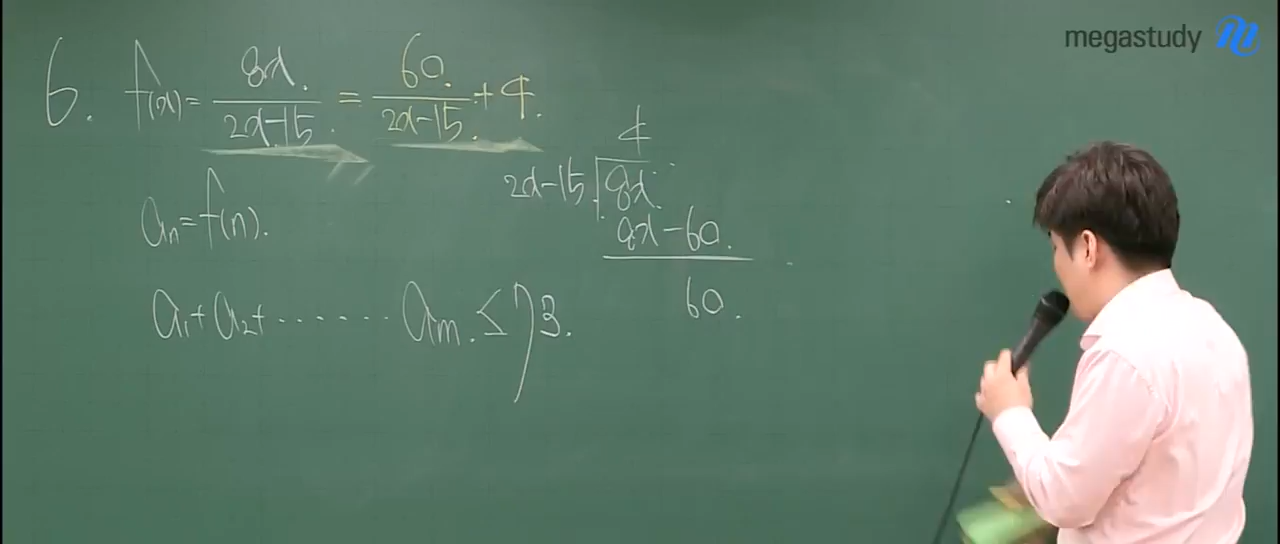 megastudy
6. f(x) = 8x / 2x-15 = 60 / 2x-15 + 4.
aₙ = f(n).
a₁ + a₂ + ...... aₘ. ≤ 73.
4
2x-15 8x.
8x-60.
60.